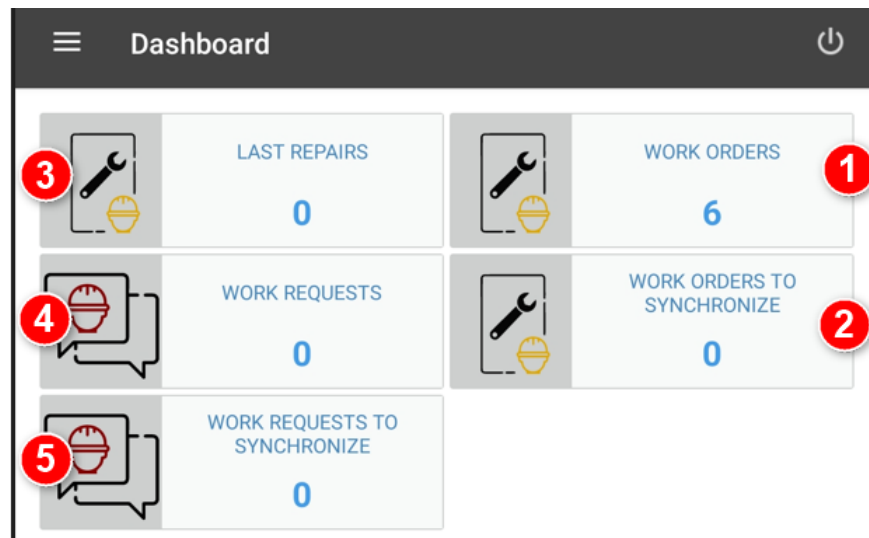 Dashboard
3
LAST REPAIRS
0
WORK ORDERS
6
1
4
WORK REQUESTS
0
WORK ORDERS TO
SYNCHRONIZE
0
2
5
WORK REQUESTS TO
SYNCHRONIZE
0